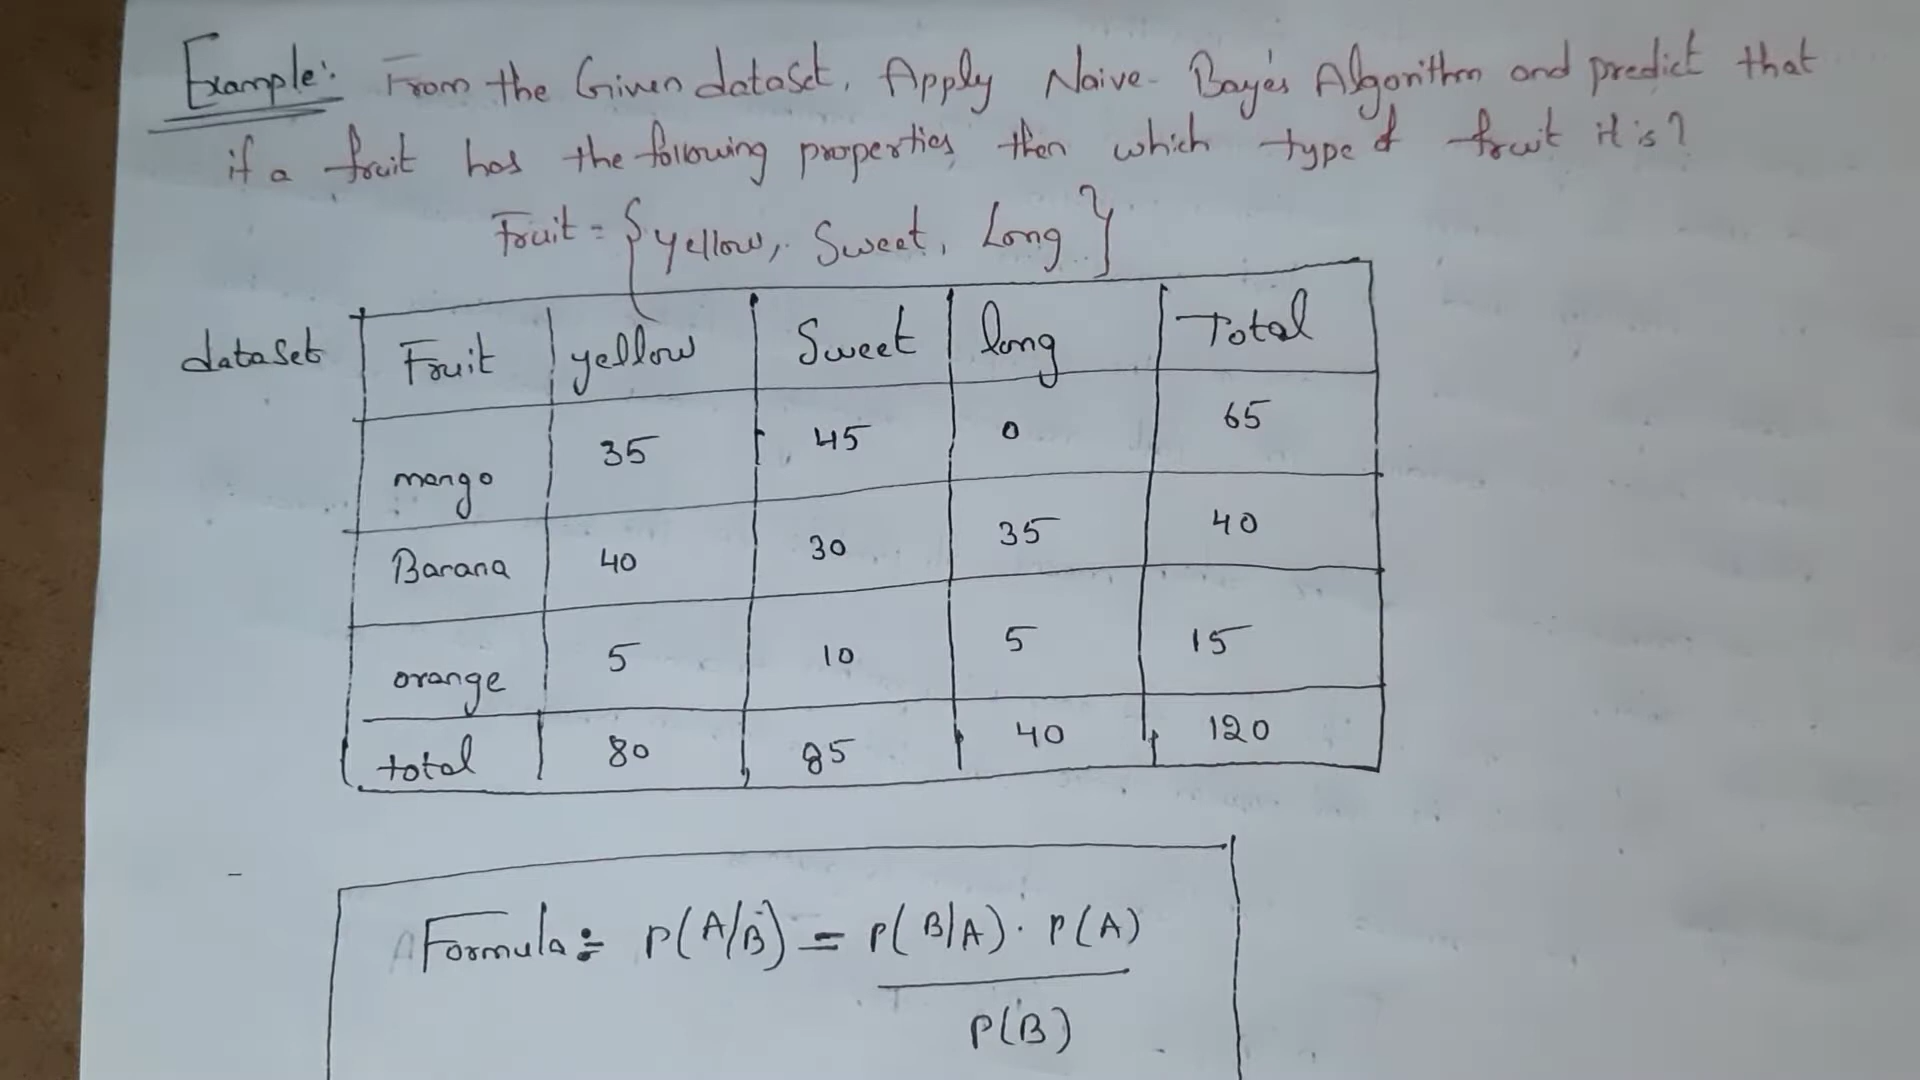 Example: From the Given dataset, Apply Naive-Baye's Algorithm and predict that
if a fruit has the following properties then which type of fruit it is?
Fruit = {yellow, Sweet, Long}
dataset
Fruit yellow Sweet long Total
mango 35 45 0 65
Banana 40 30 35 40
orange 5 10 5 15
total 80 85 40 120
Formula: P(A/B) = P(B/A) · P(A)
P(B)